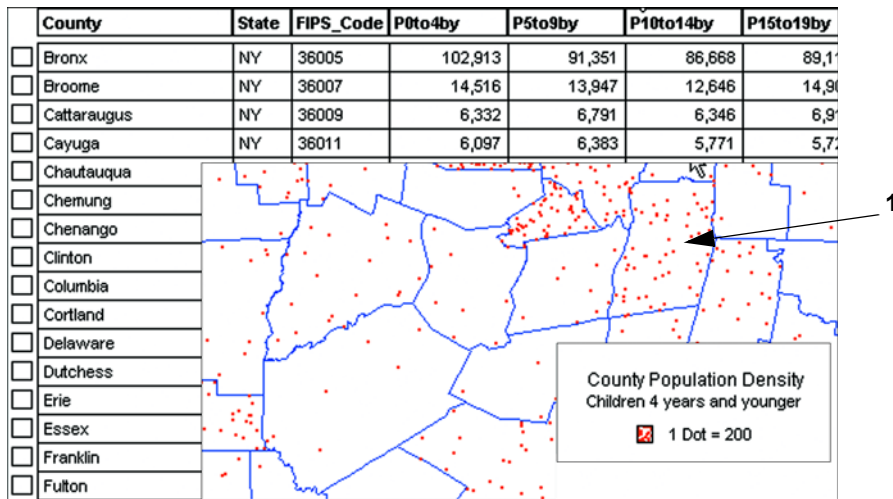 County State FIPS_Code P0to4by P5to9by P10to14by P15to19by
Bronx NY 36005 102,913 91,351 86,668
Broome NY 36007 14,516 13,947 12,646
Cattaraugus NY 36009 6,332 6,791 6,346
Cayuga NY 36011 6,097 6,383 5,771
Chautauqua
Chemung
1
Chenango
Clinton
Columbia
Cortland
Delaware
Dutchess
County Population Density
Erie
Children 4 years and younger
Essex
1 Dot = 200
Franklin
Fulton